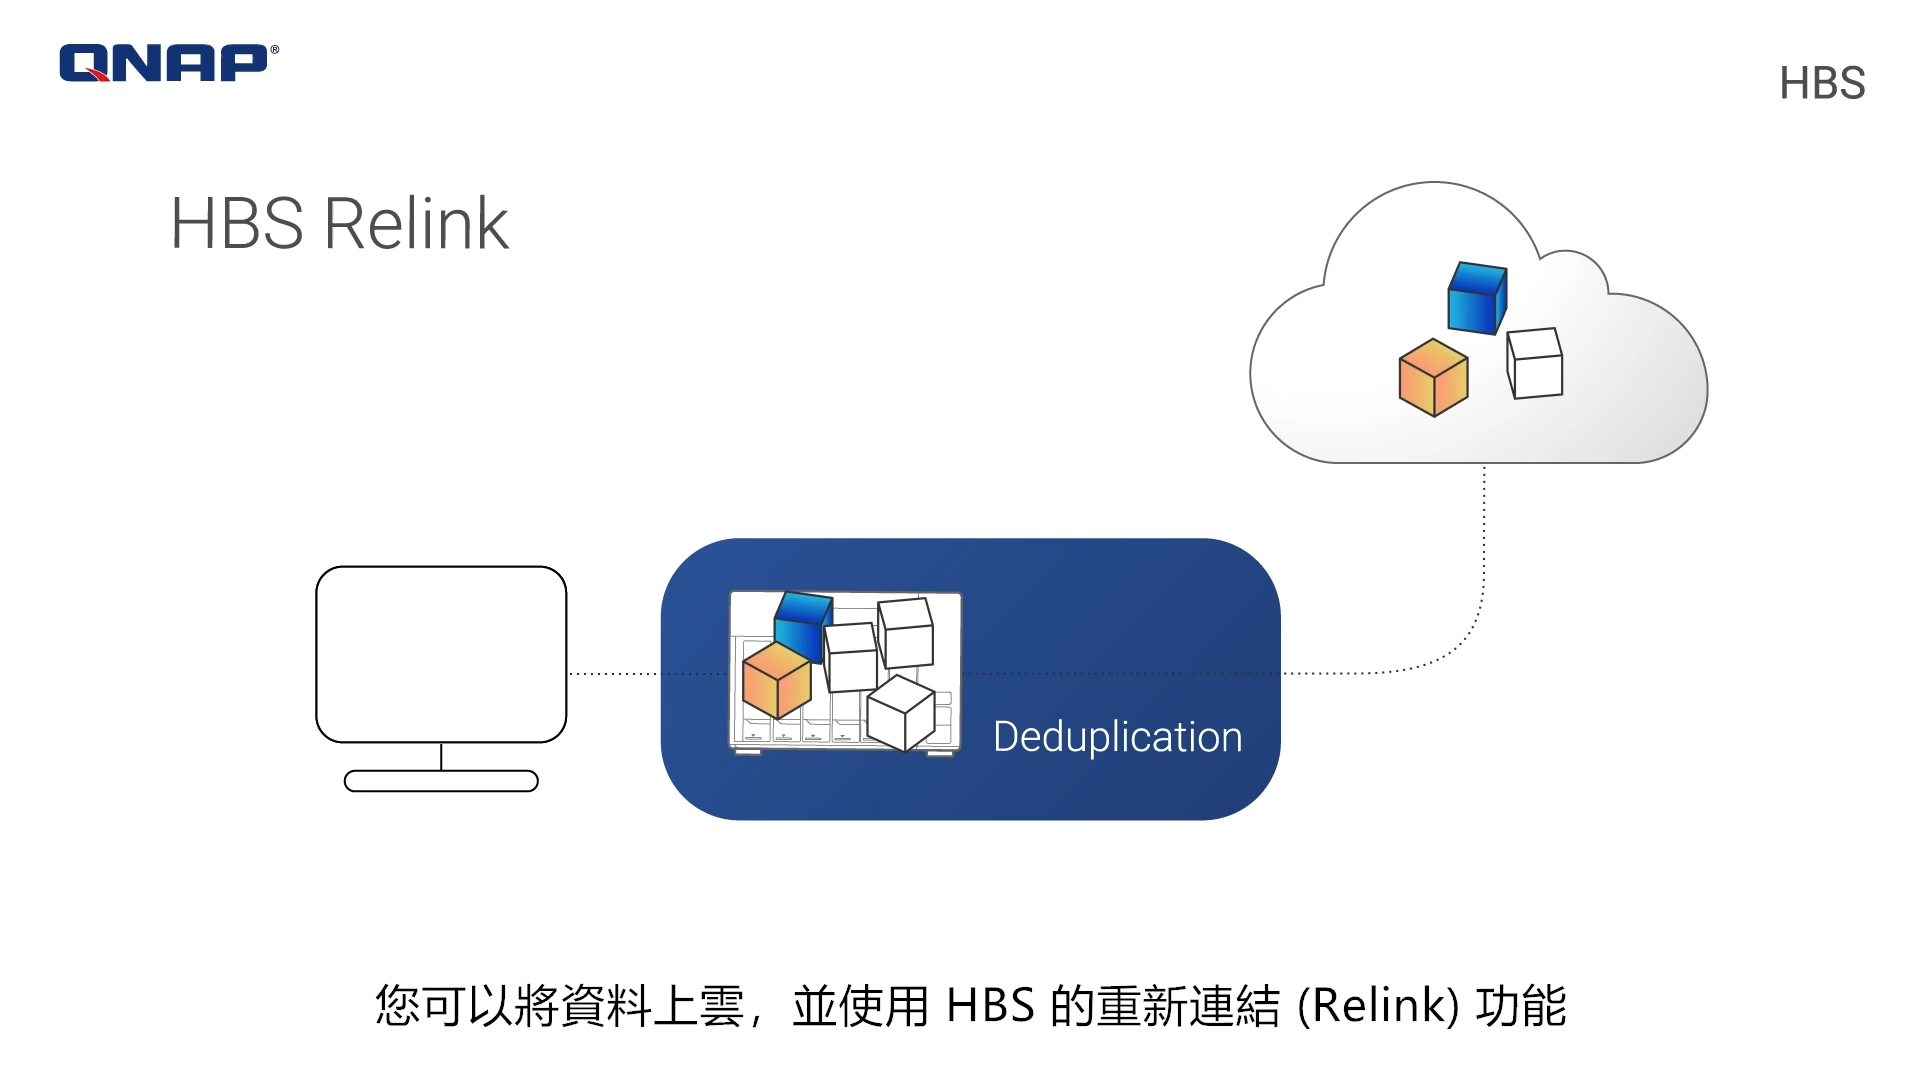 QNAP®
HBS
HBS Relink
Deduplication
您可以將資料上雲，並使用 HBS 的重新連結 (Relink) 功能